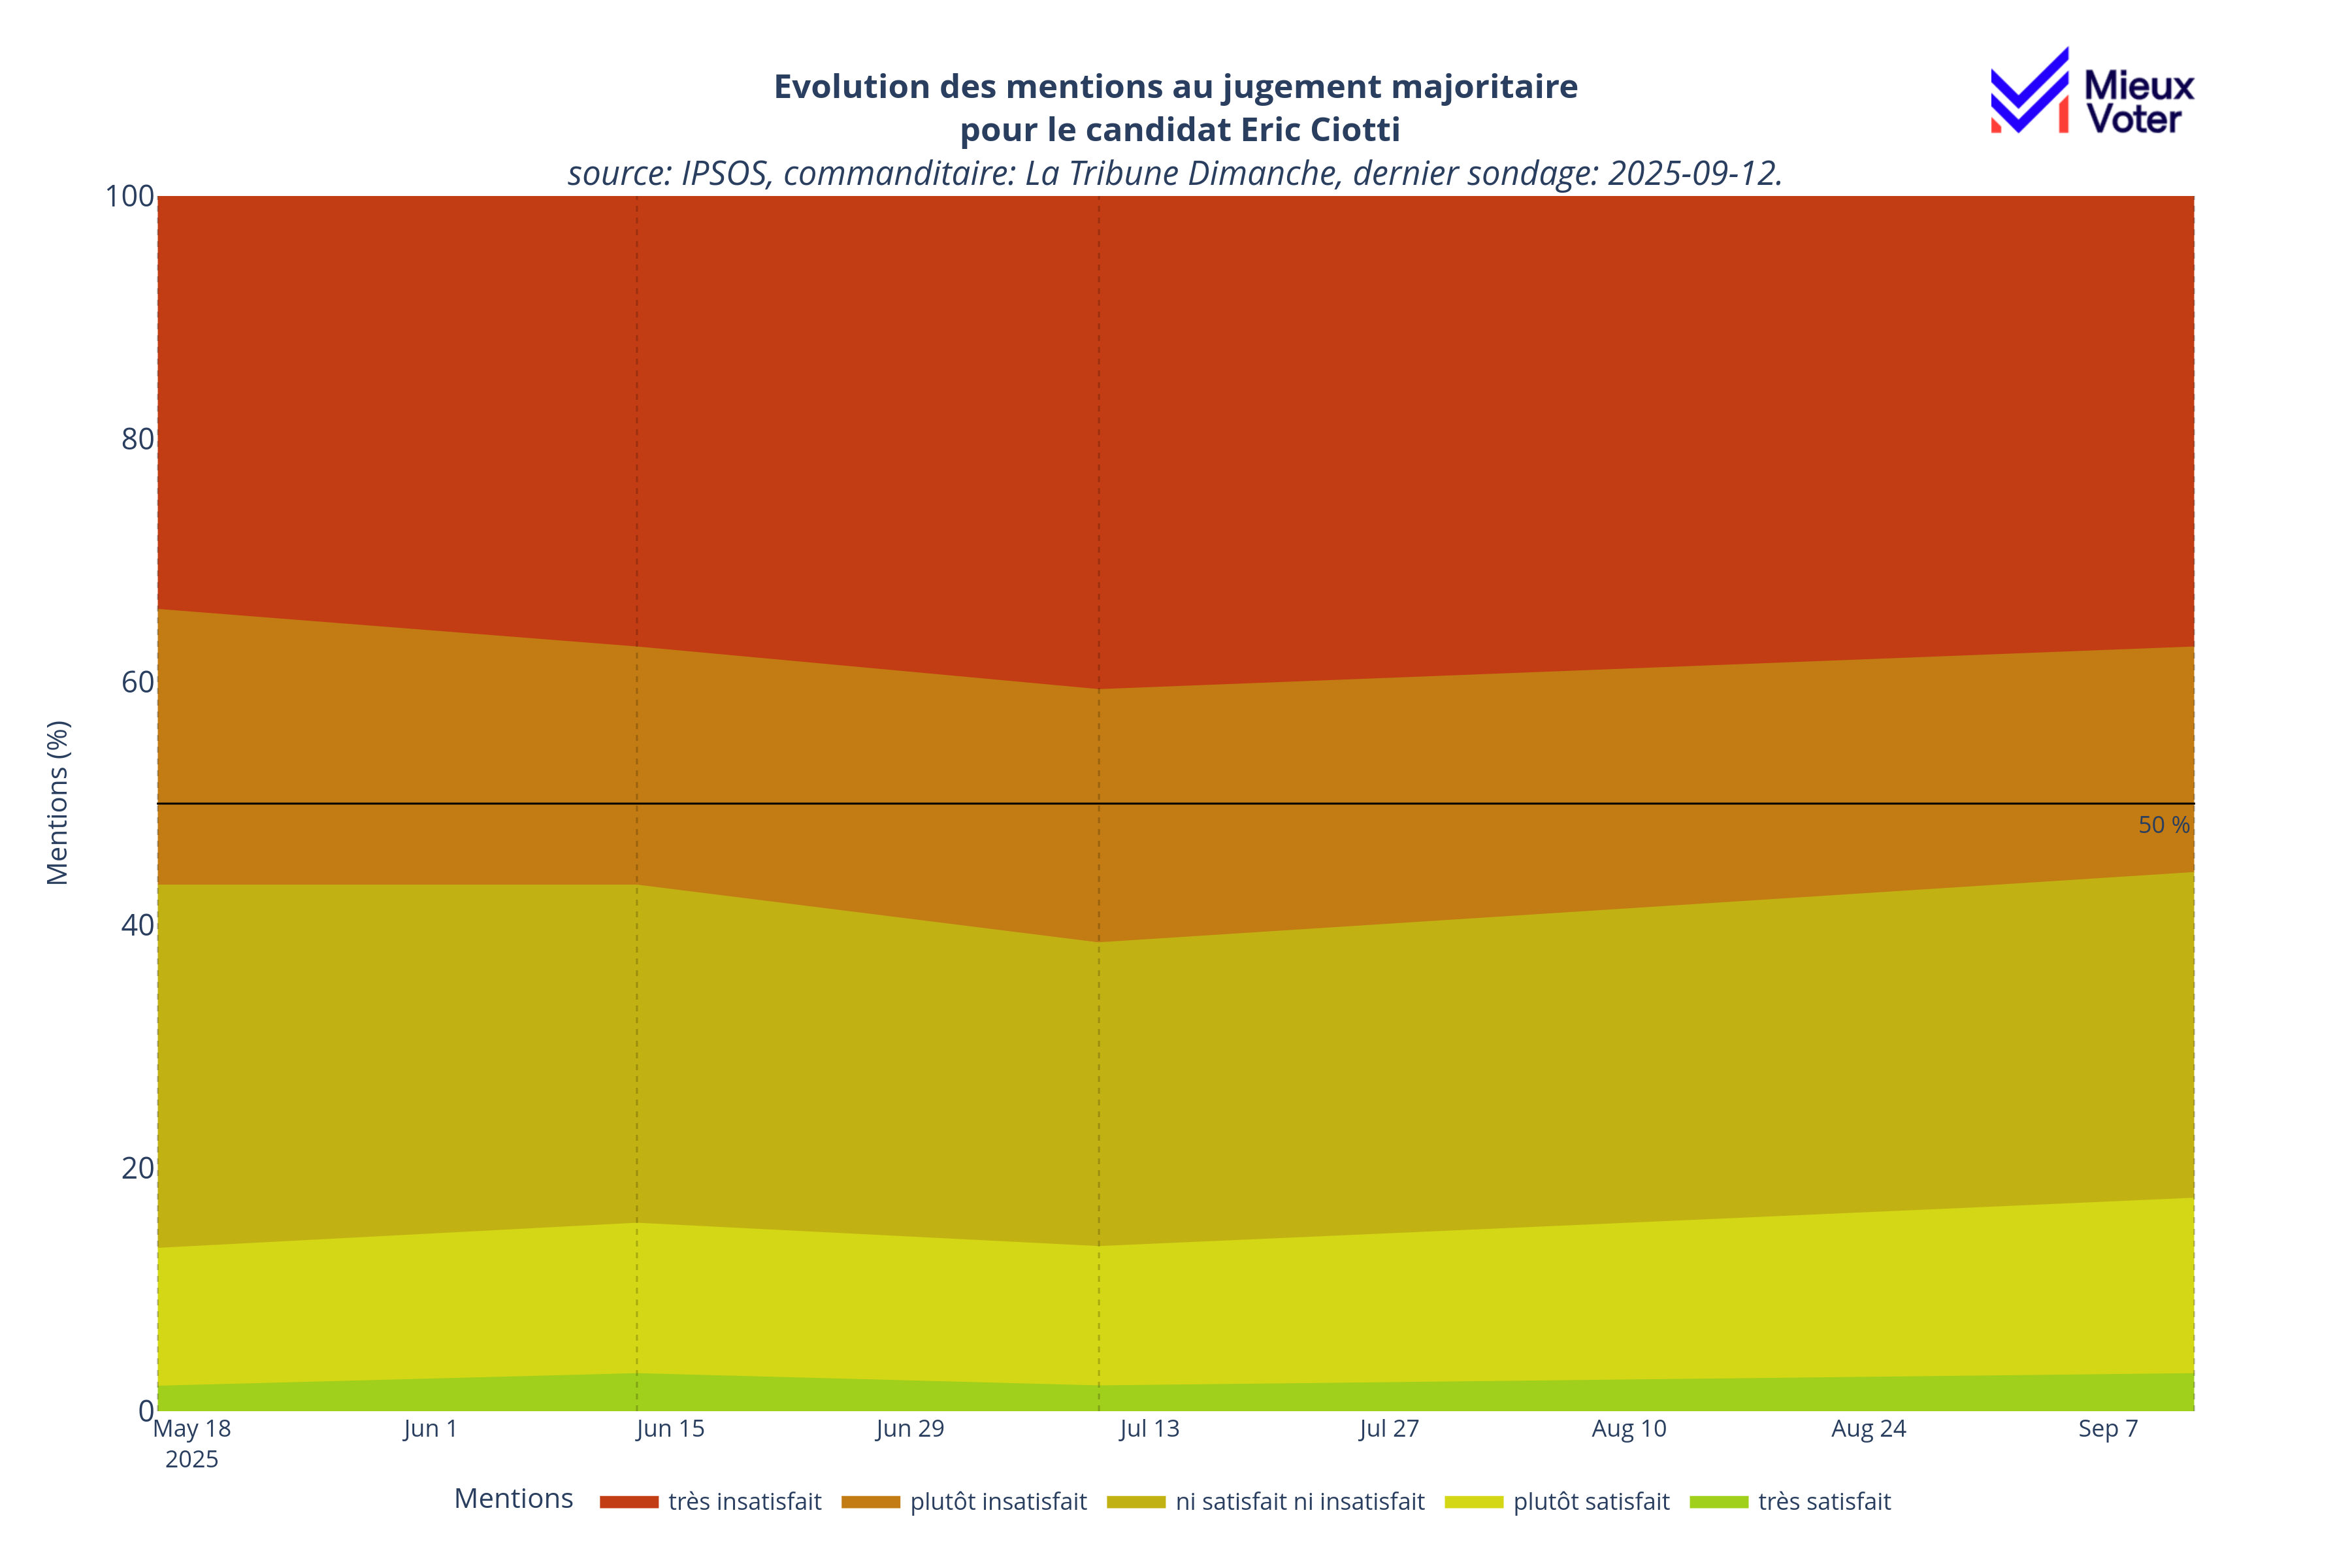 Evolution des mentions au jugement majoritaire
pour le candidat Eric Ciotti
source: IPSOS, commanditaire: La Tribune Dimanche, dernier sondage: 2025-09-12.
Mieux
Voter
100
80
60
40
20
0
Mentions (%)
50 %
May 18
2025
Jun 1
Jun 15
Jun 29
Jul 13
Jul 27
Aug 10
Aug 24
Sep 7
Mentions
très insatisfait
plutôt insatisfait
ni satisfait ni insatisfait
plutôt satisfait
très satisfait